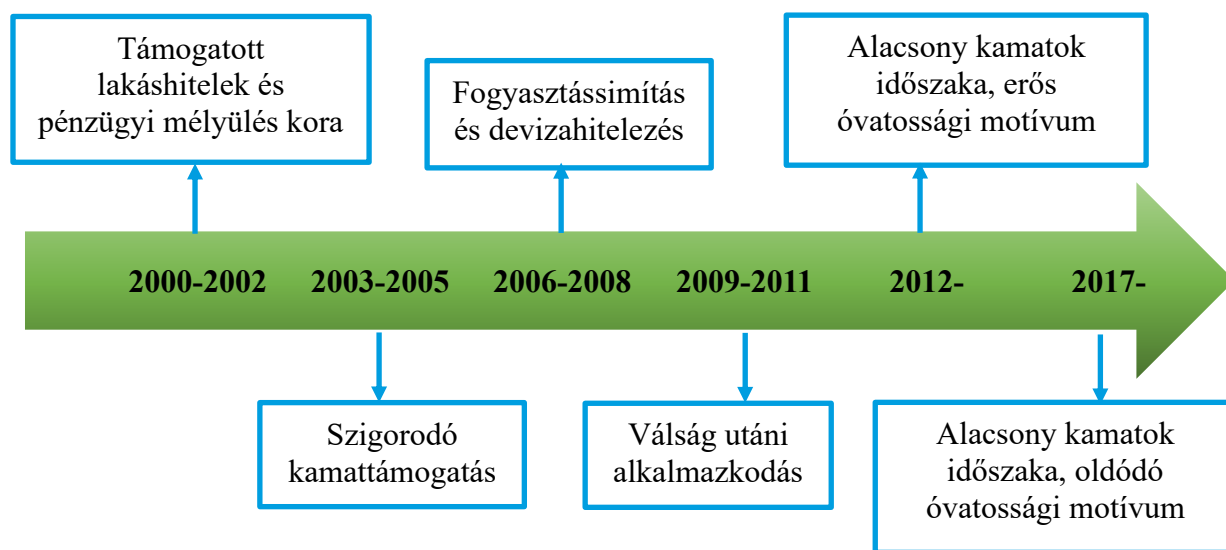 Támogatott
lakáshitelek és
pénzügyi mélyülés kora
Fogyasztássimítás
és devizahitelezés
Alacsony kamatok
időszaka, erős
óvatossági motívum
2000-2002 2003-2005 2006-2008 2009-2011 2012- 2017-
Szigorodó
kamattámogatás
Válság utáni
alkalmazkodás
Alacsony kamatok
időszaka, oldódó
óvatossági motívum